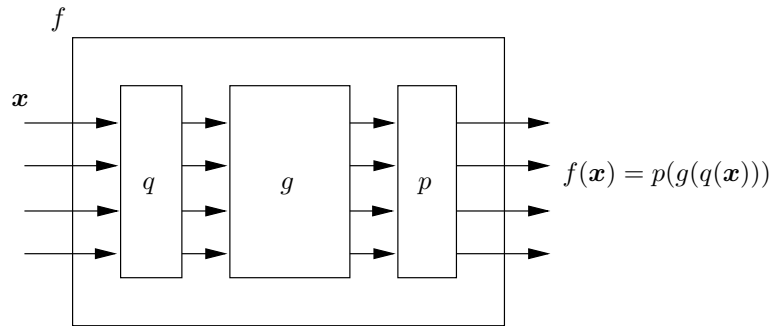 f
x
q
g
p
f(x) = p(g(q(x)))